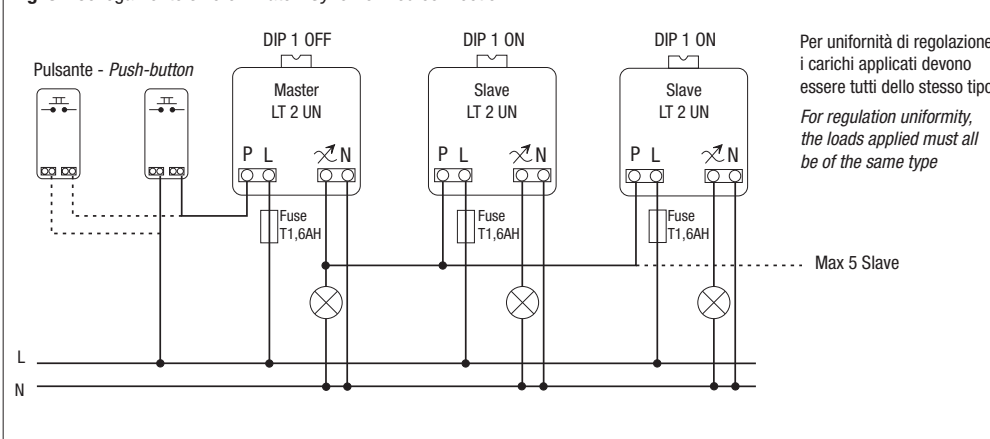 DIP 1 OFF
DIP 1 ON
DIP 1 ON
Pulsante - Push-button
Master
LT 2 UN
Slave
LT 2 UN
Slave
LT 2 UN
Per unifornità di regolazione
i carichi applicati devono
essere tutti dello stesso tipo
For regulation uniformity,
the loads applied must all
be of the same type
P L N
P L N
P L N
Fuse
T1,6AH
Fuse
T1,6AH
Fuse
T1,6AH
Max 5 Slave
L
N